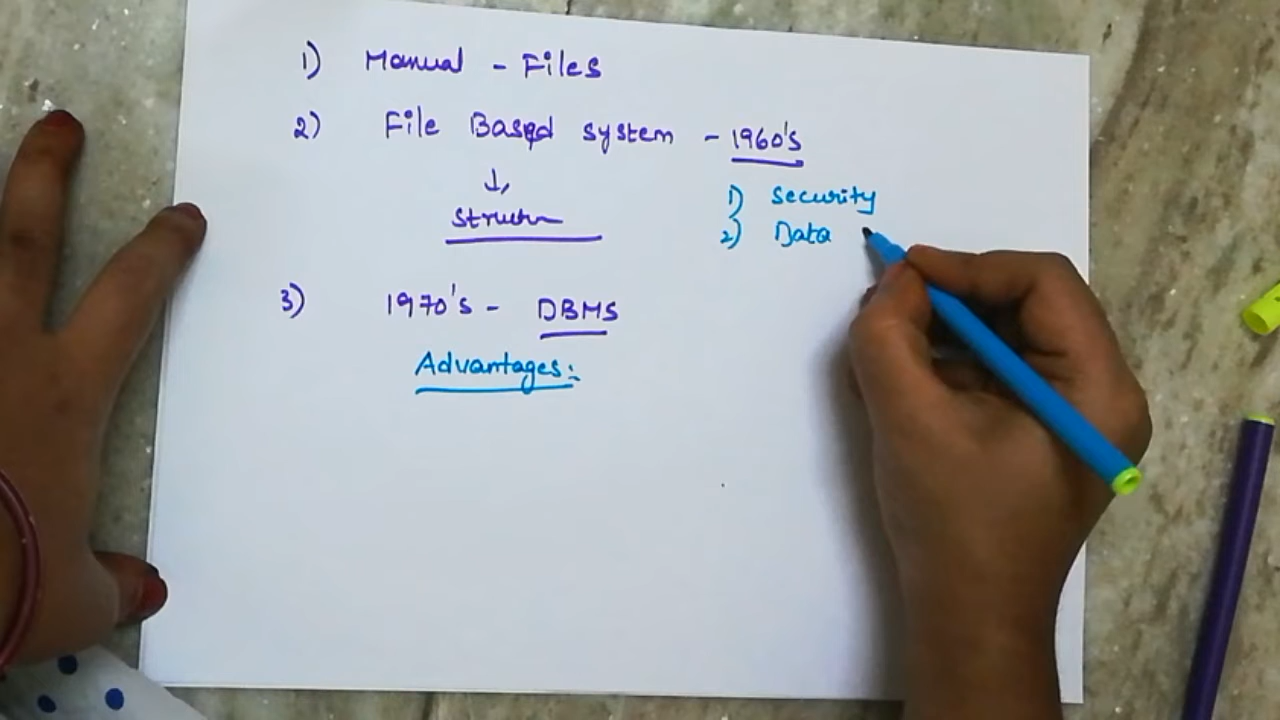 1) Manual - Files
2) File Based system - 1960's
↓
1) Security
2) Data
3) 1970's - DBMS
Advantages: